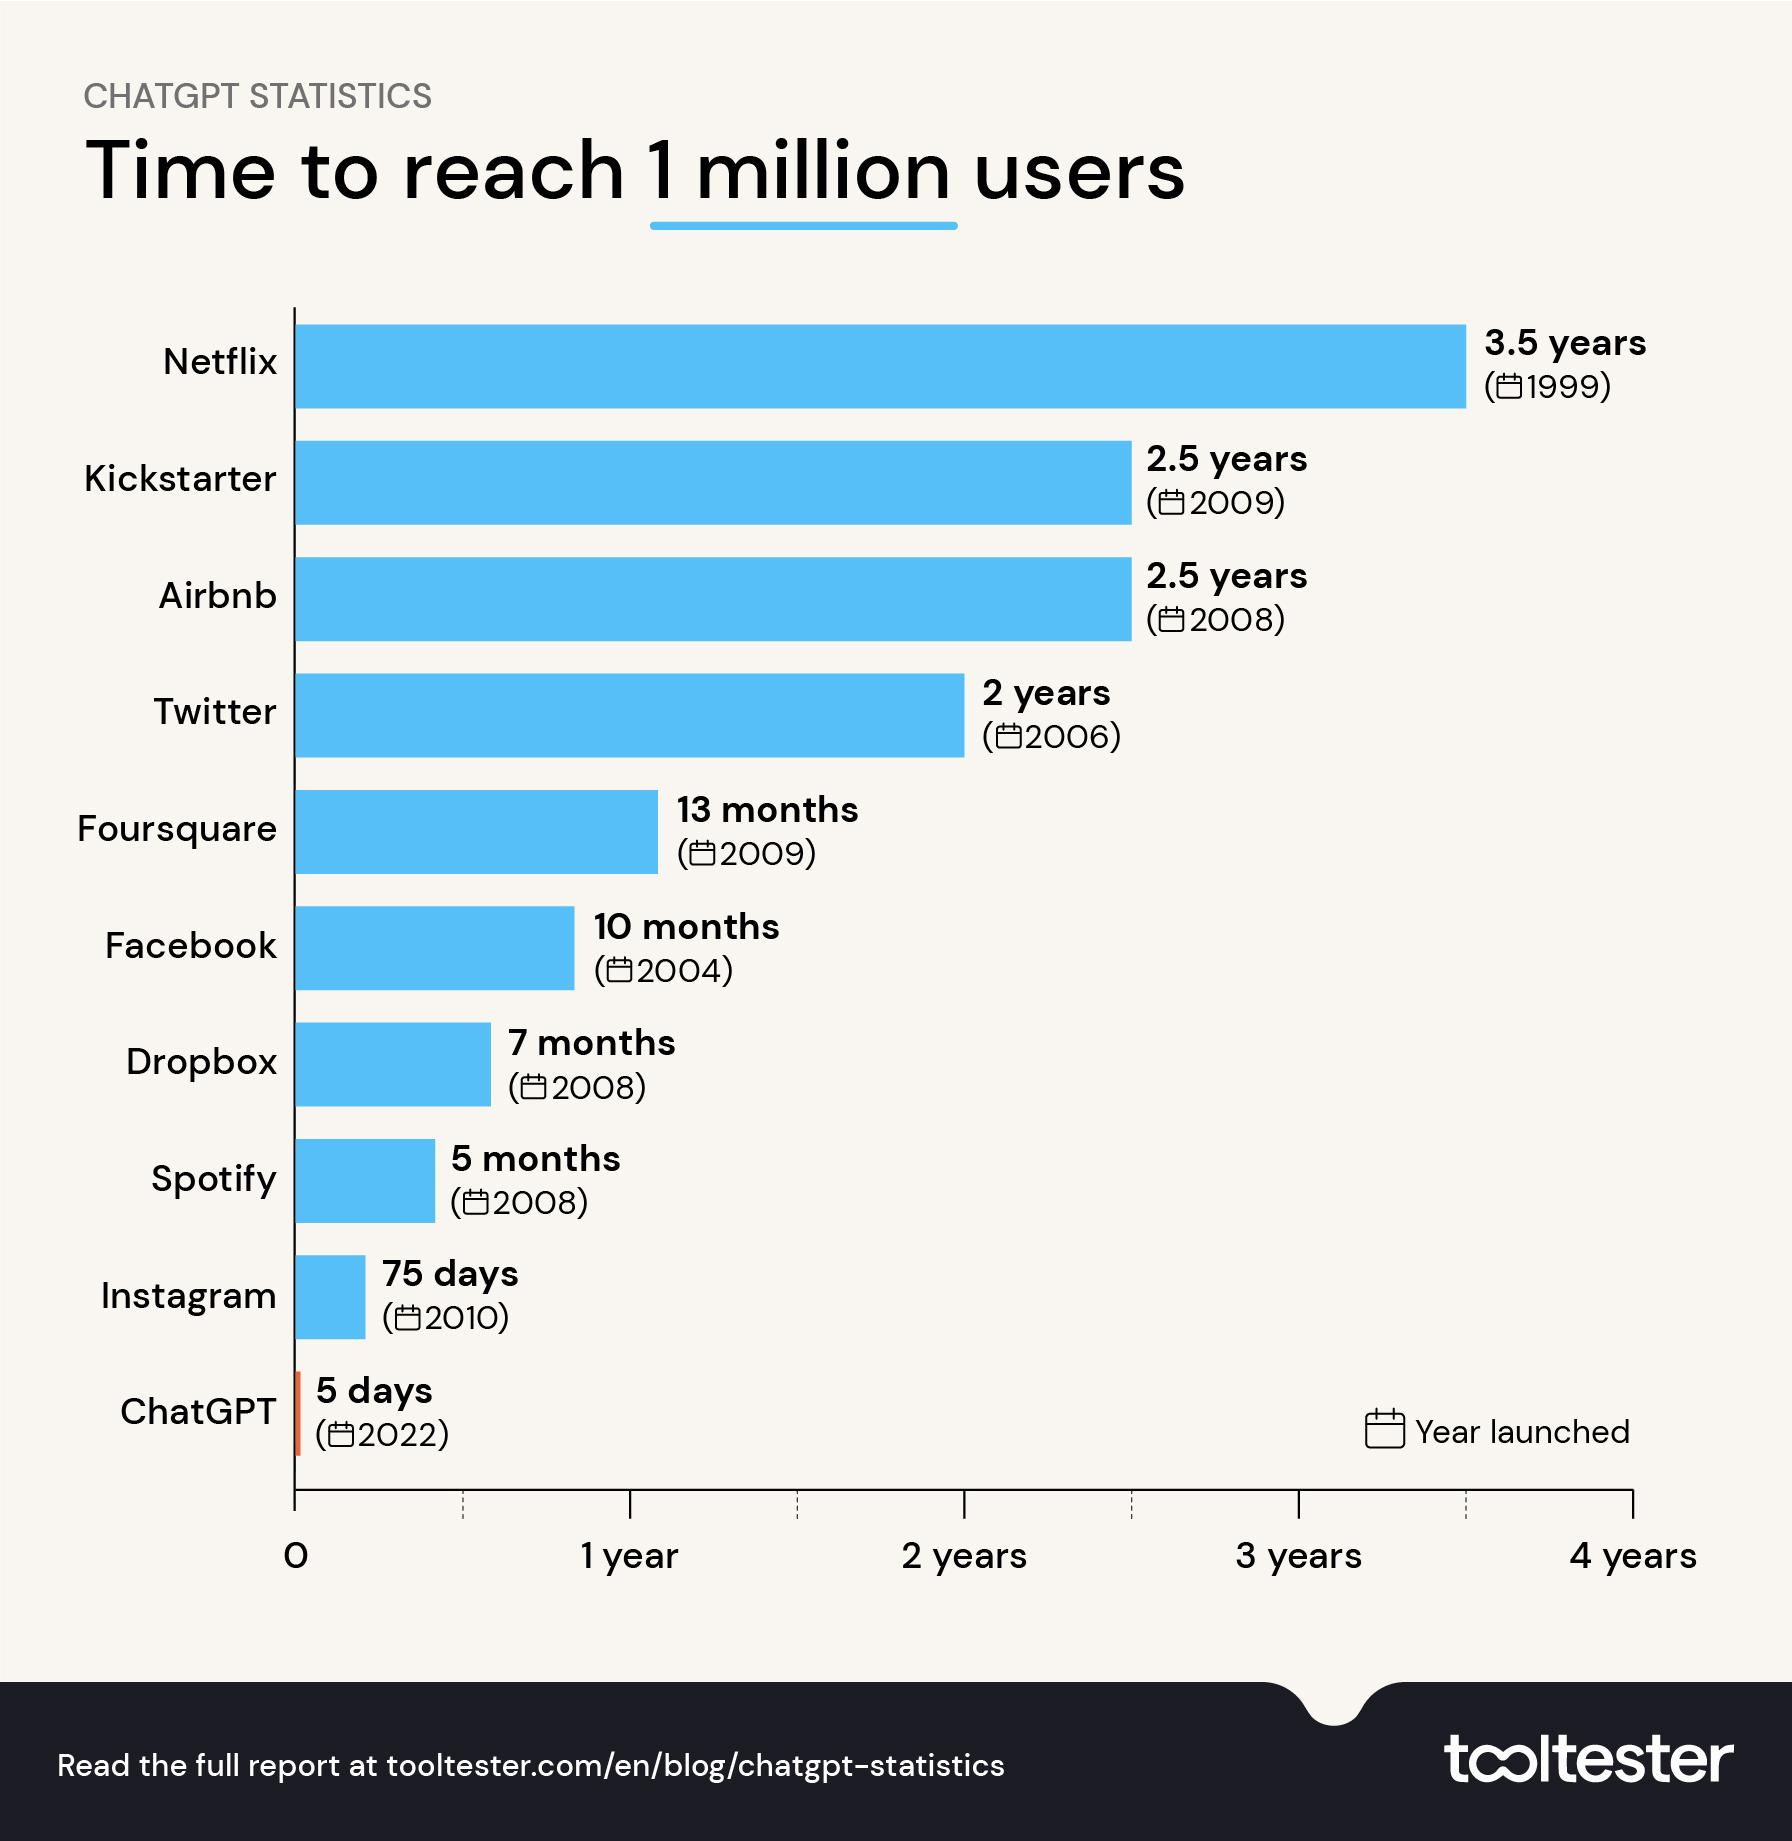 CHATGPT STATISTICS
Time to reach 1 million users
Netflix
3.5 years
(1999)
Kickstarter
2.5 years
(2009)
Airbnb
2.5 years
(2008)
Twitter
2 years
(2006)
Foursquare
13 months
(2009)
Facebook
10 months
(2004)
Dropbox
7 months
(2008)
Spotify
5 months
(2008)
Instagram
75 days
(2010)
ChatGPT
5 days
(2022)
Year launched
0
1 year
2 years
3 years
4 years
Read the full report at tooltester.com/en/blog/chatgpt-statistics
tooltester